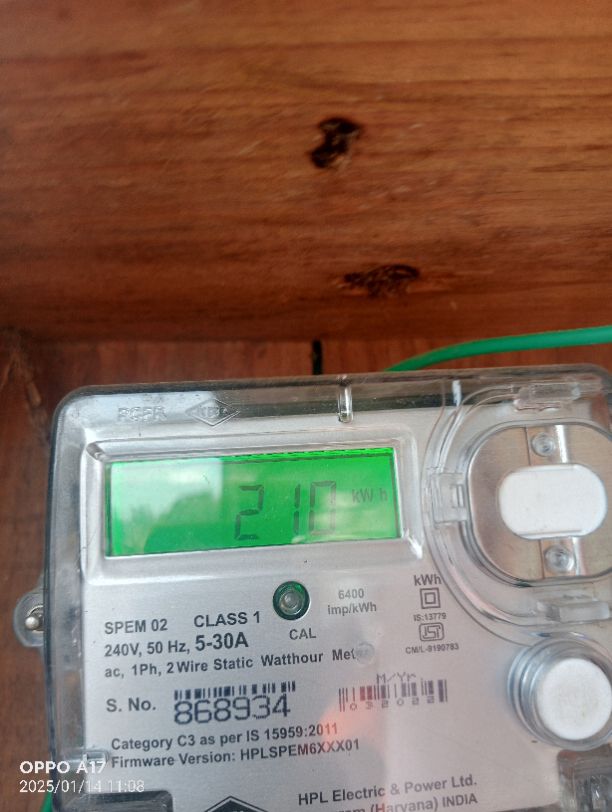 210 kWh
6400
imp/kWh
kWh
IS:13779
CM/L-9190783
SPEM 02 CLASS 1
CAL
240V, 50 Hz, 5-30A
ac, 1Ph, 2 Wire Static Watthour
M/Yr
S. No. 868934
Category C3 as per IS 15959:2011
Firmware Version: HPLSPEM6XXX01
HPL Electric & Power Ltd.
(Haryana) INDIA
OPPO A17
2025/01/14 11:08